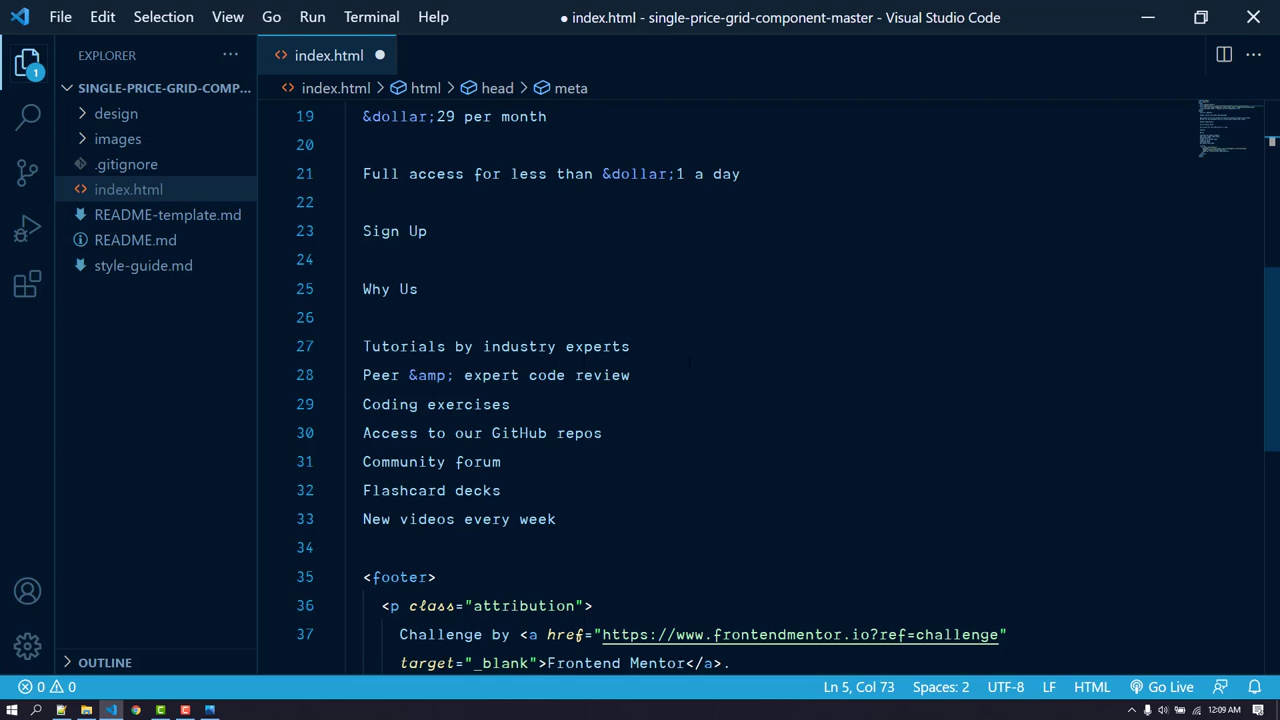 File Edit Selection View Go Run Terminal Help
● index.html - single-price-grid-component-master - Visual Studio Code
EXPLORER
SINGLE-PRICE-GRID-COMP...
design
images
.gitignore
index.html
README-template.md
README.md
style-guide.md
OUTLINE
1
index.html
index.html > html > head > meta
19 &dollar;29 per month
20
21 Full access for less than &dollar;1 a day
22
23 Sign Up
24
25 Why Us
26
27 Tutorials by industry experts
28 Peer &amp; expert code review
29 Coding exercises
30 Access to our GitHub repos
31 Community forum
32 Flashcard decks
33 New videos every week
34
35 <footer>
36 <p class="attribution">
37 Challenge by <a href="https://www.frontendmentor.io?ref=challenge"
target="_blank">Frontend Mentor</a>.
0 0 Ln 5, Col 73 Spaces: 2 UTF-8 LF HTML Go Live
12:09 AM